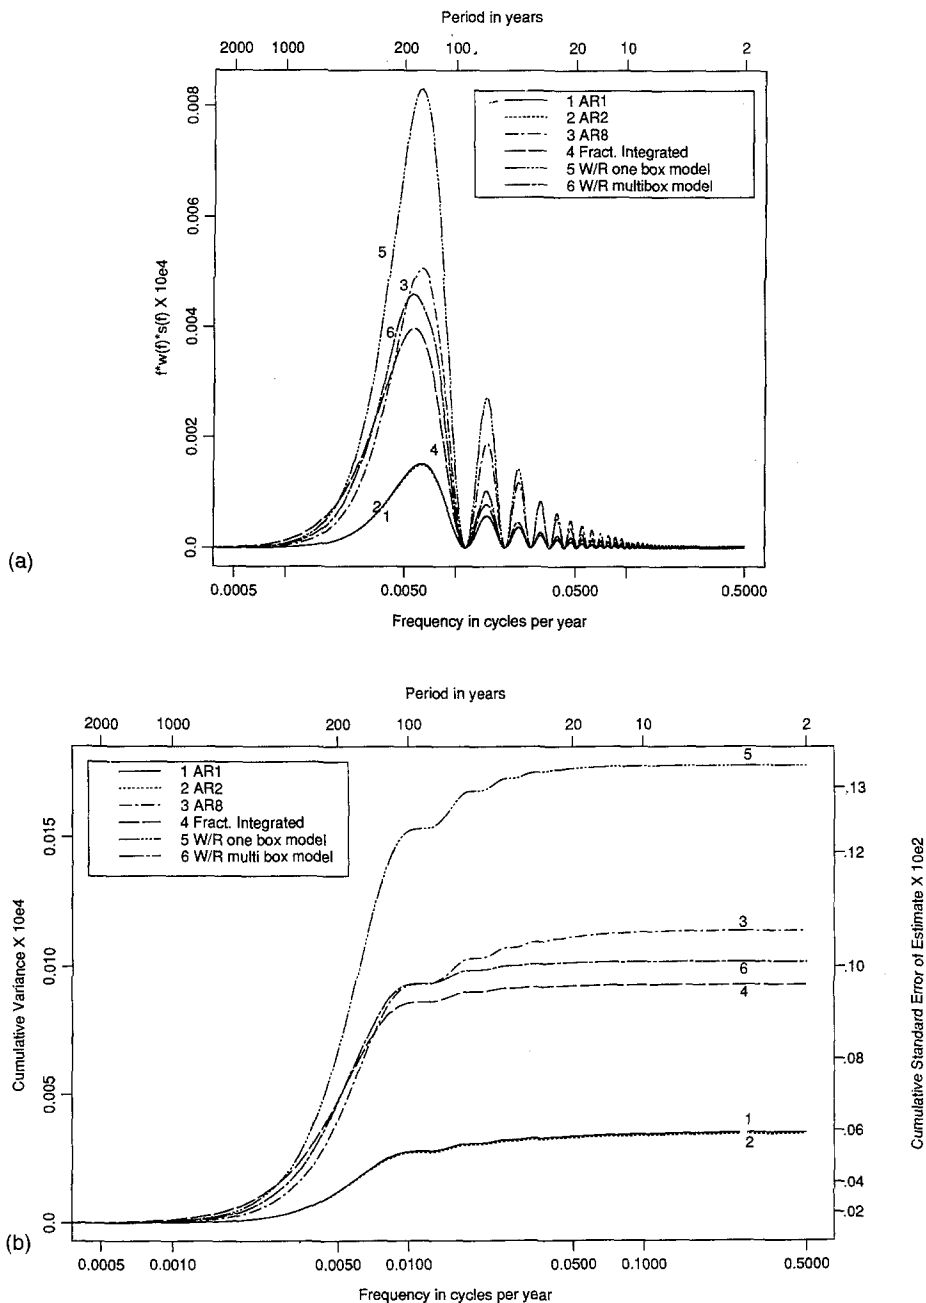 Period in years
2000 1000 200 100 20 10 2
0.008
0.006
0.004
0.002
0.0
f*w(f)*s(f) X 10e4
1 AR1
2 AR2
3 AR8
4 Fract. Integrated
5 W/R one box model
6 W/R multibox model
5
3
6
4
2
1
(a)
0.0005 0.0050 0.0500 0.5000
Frequency in cycles per year
Period in years
2000 1000 200 100 20 10 2
0.015
0.010
0.005
0.0
Cumulative Variance X 10e4
1 AR1
2 AR2
3 AR8
4 Fract. Integrated
5 W/R one box model
6 W/R multi box model
5
3
6
4
1
2
.13
.12
.10
.08
.06
.04
.02
Cumulative Standard Error of Estimate X 10e2
(b)
0.0005 0.0010 0.0050 0.0100 0.0500 0.1000 0.5000
Frequency in cycles per year